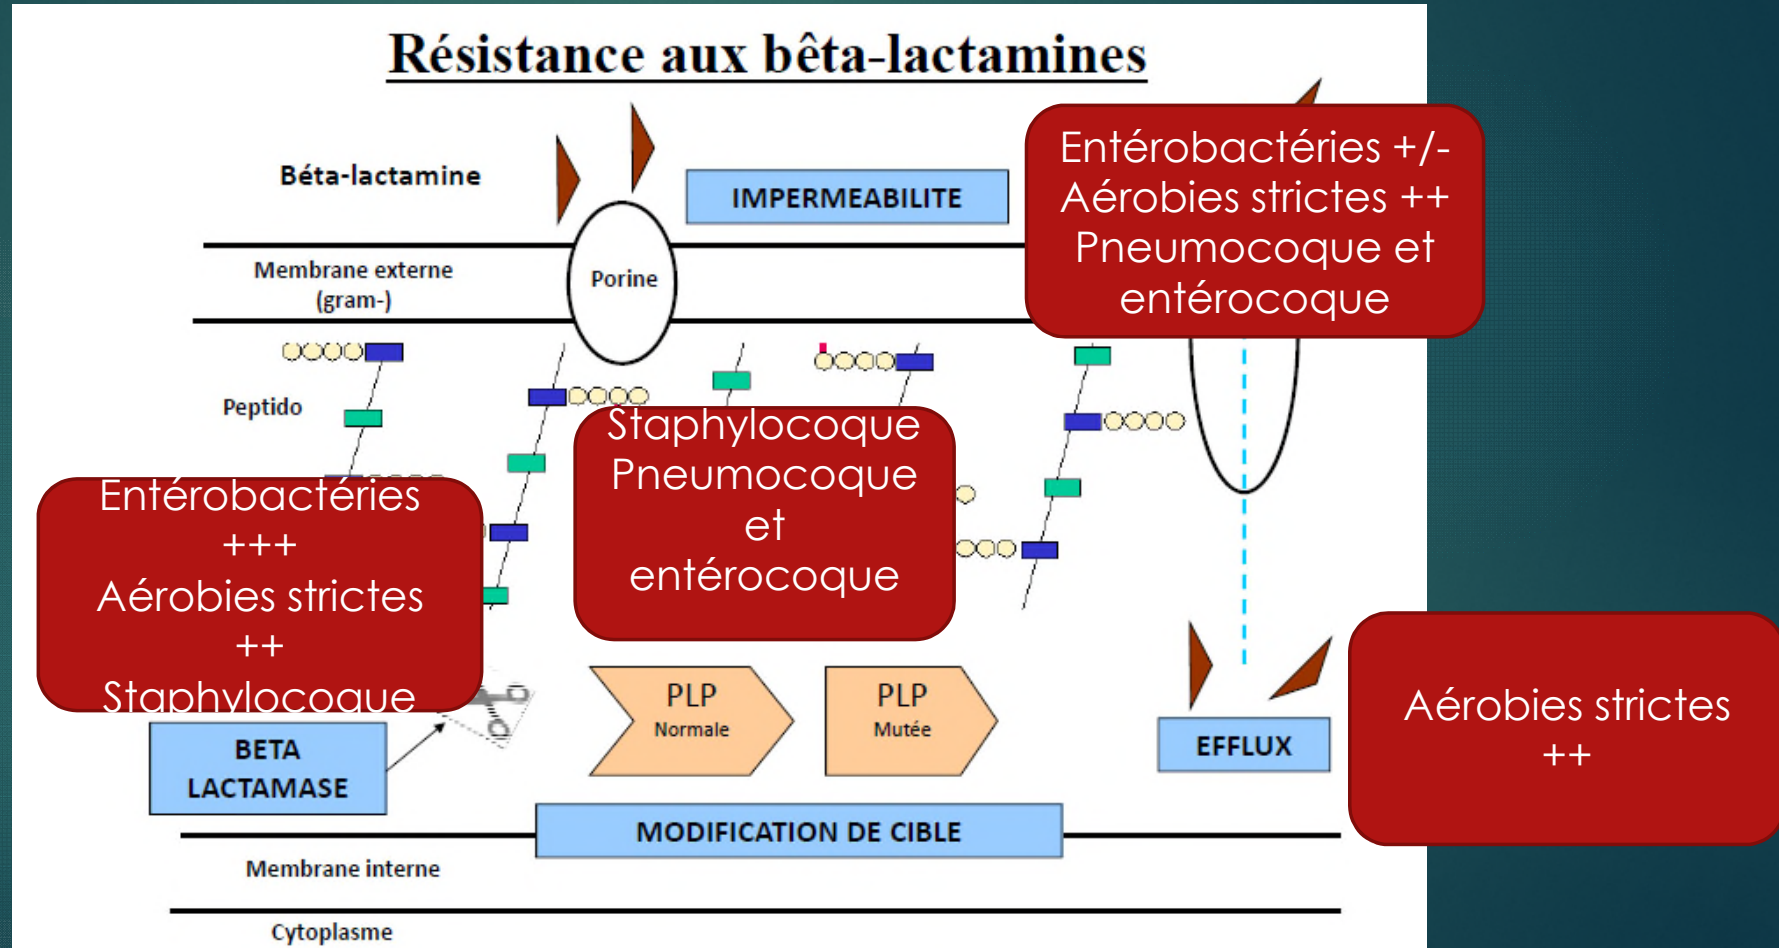 Résistance aux bêta-lactamines
Béta-lactamine
IMPERMEABILITE
Entérobactéries +/-
Aérobies strictes ++
Pneumocoque et
entérocoque
Membrane externe
(gram-)
Porine
Peptido
Staphylocoque
Pneumocoque
et
entérocoque
Entérobactéries
+++
Aérobies strictes
++
Staphylocoque
PLP
Normale
PLP
Mutée
BETA
LACTAMASE
EFFLUX
Aérobies strictes
++
MODIFICATION DE CIBLE
Membrane interne
Cytoplasme